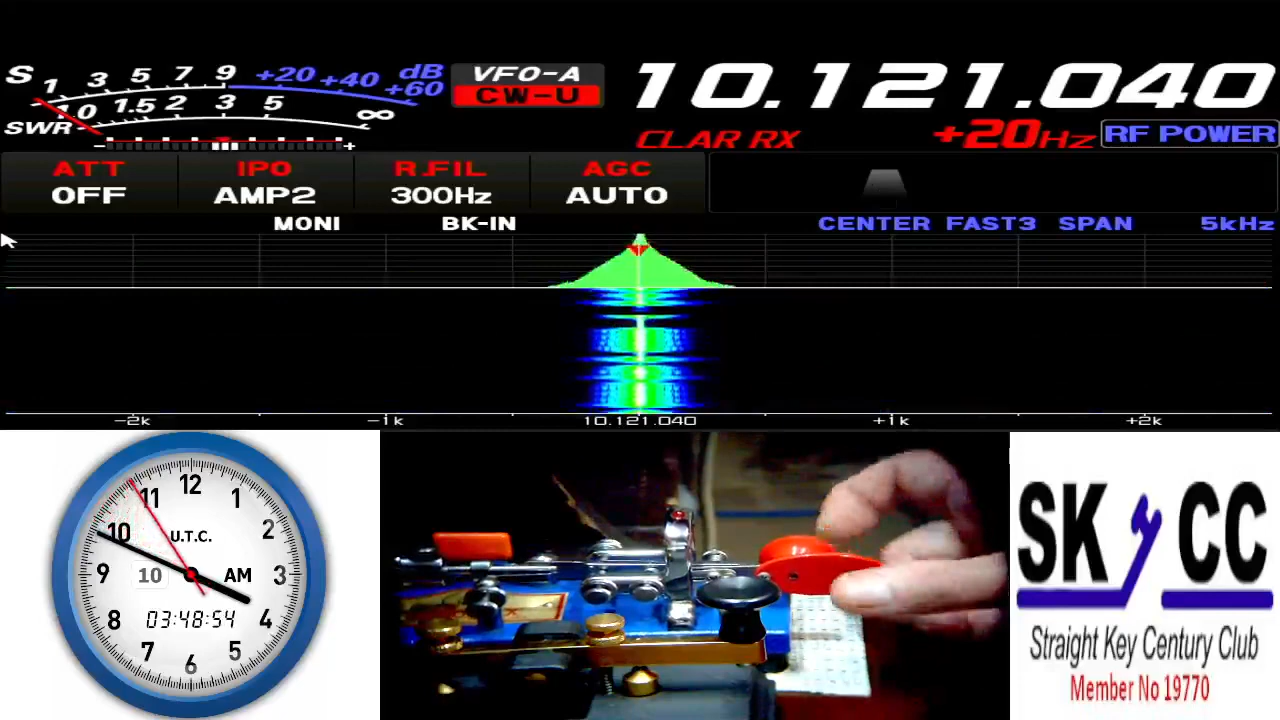 S 1 3 5 7 9 +20 +40 +60 dB
VFO-A
CW-U
10.121.040
SWR 1.0 1.5 2 3 5 ∞
− +
CLAR RX +20Hz RF POWER
ATT IPO R.FIL AGC
OFF AMP2 300Hz AUTO
MONI BK-IN CENTER FAST3 SPAN 5kHz
-2k -1k 10.121.040 +1k +2k
12
11 1
10 U.T.C. 2
9 10 AM 3
8 03:48:54 4
7 5
6
SK CC
Straight Key Century Club
Member No 19770